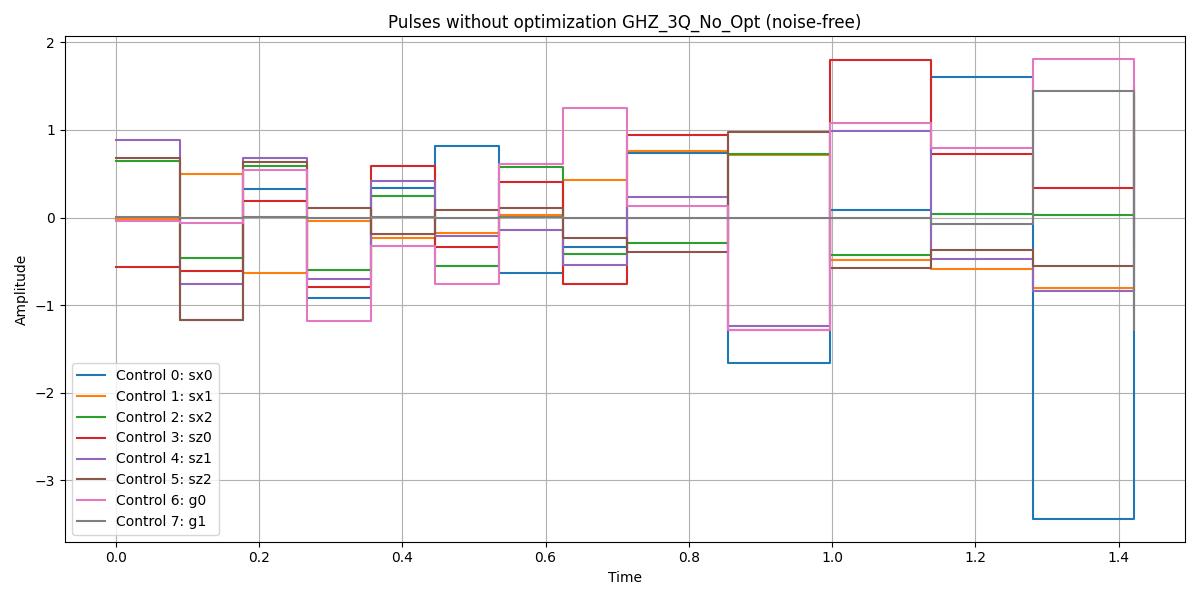 Pulses without optimization GHZ_3Q_No_Opt (noise-free)
Amplitude
2
1
0
−1
−2
−3
Control 0: sx0
Control 1: sx1
Control 2: sx2
Control 3: sz0
Control 4: sz1
Control 5: sz2
Control 6: g0
Control 7: g1
0.0 0.2 0.4 0.6 0.8 1.0 1.2 1.4
Time